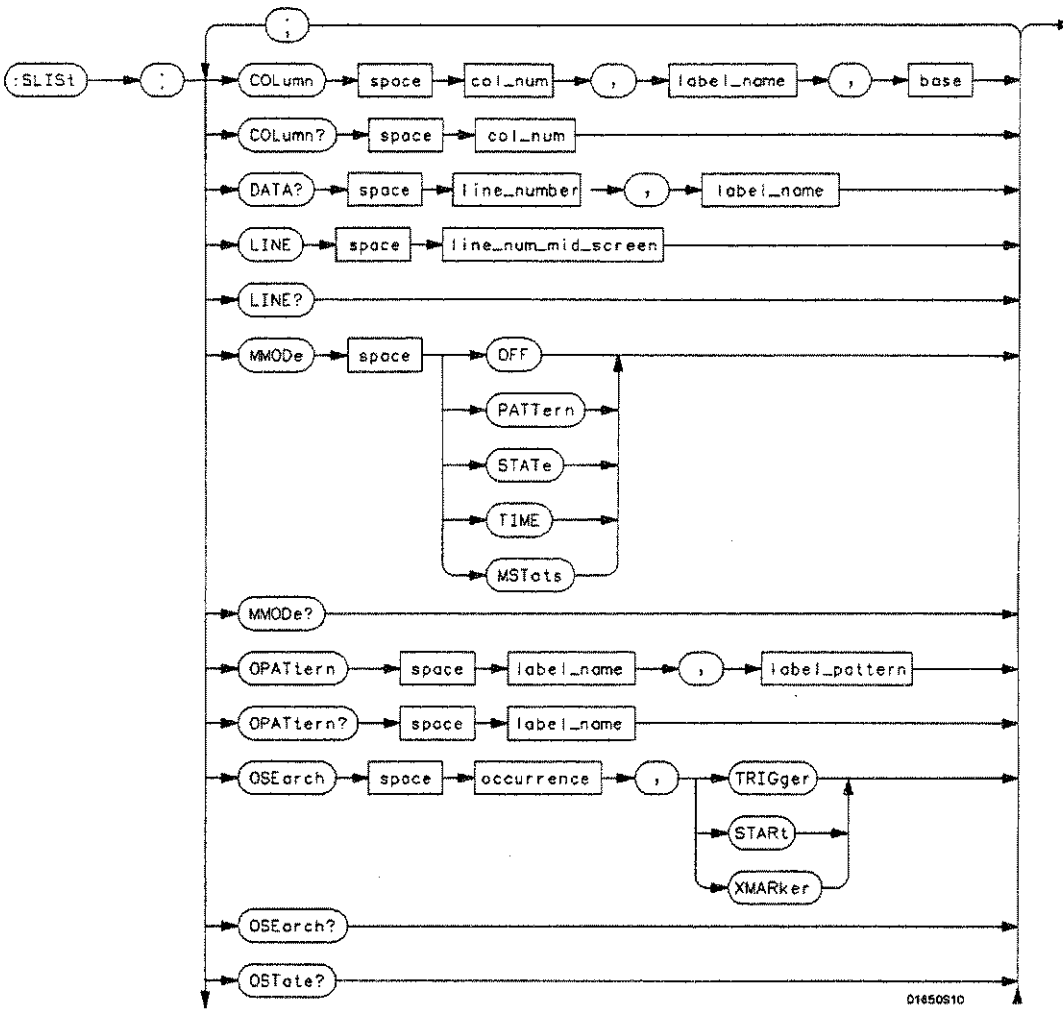 ;
:SLISt : COLumn space col_num , label_name , base
COLumn? space col_num
DATA? space line_number , label_name
LINE space line_num_mid_screen
LINE?
MMODe space OFF
PATTern
STATe
TIME
MSTats
MMODe?
OPATtern space label_name , label_pattern
OPATtern? space label_name
OSEarch space occurrence , TRIGger
STARt
XMARker
OSEarch?
OSTate?
01650S10